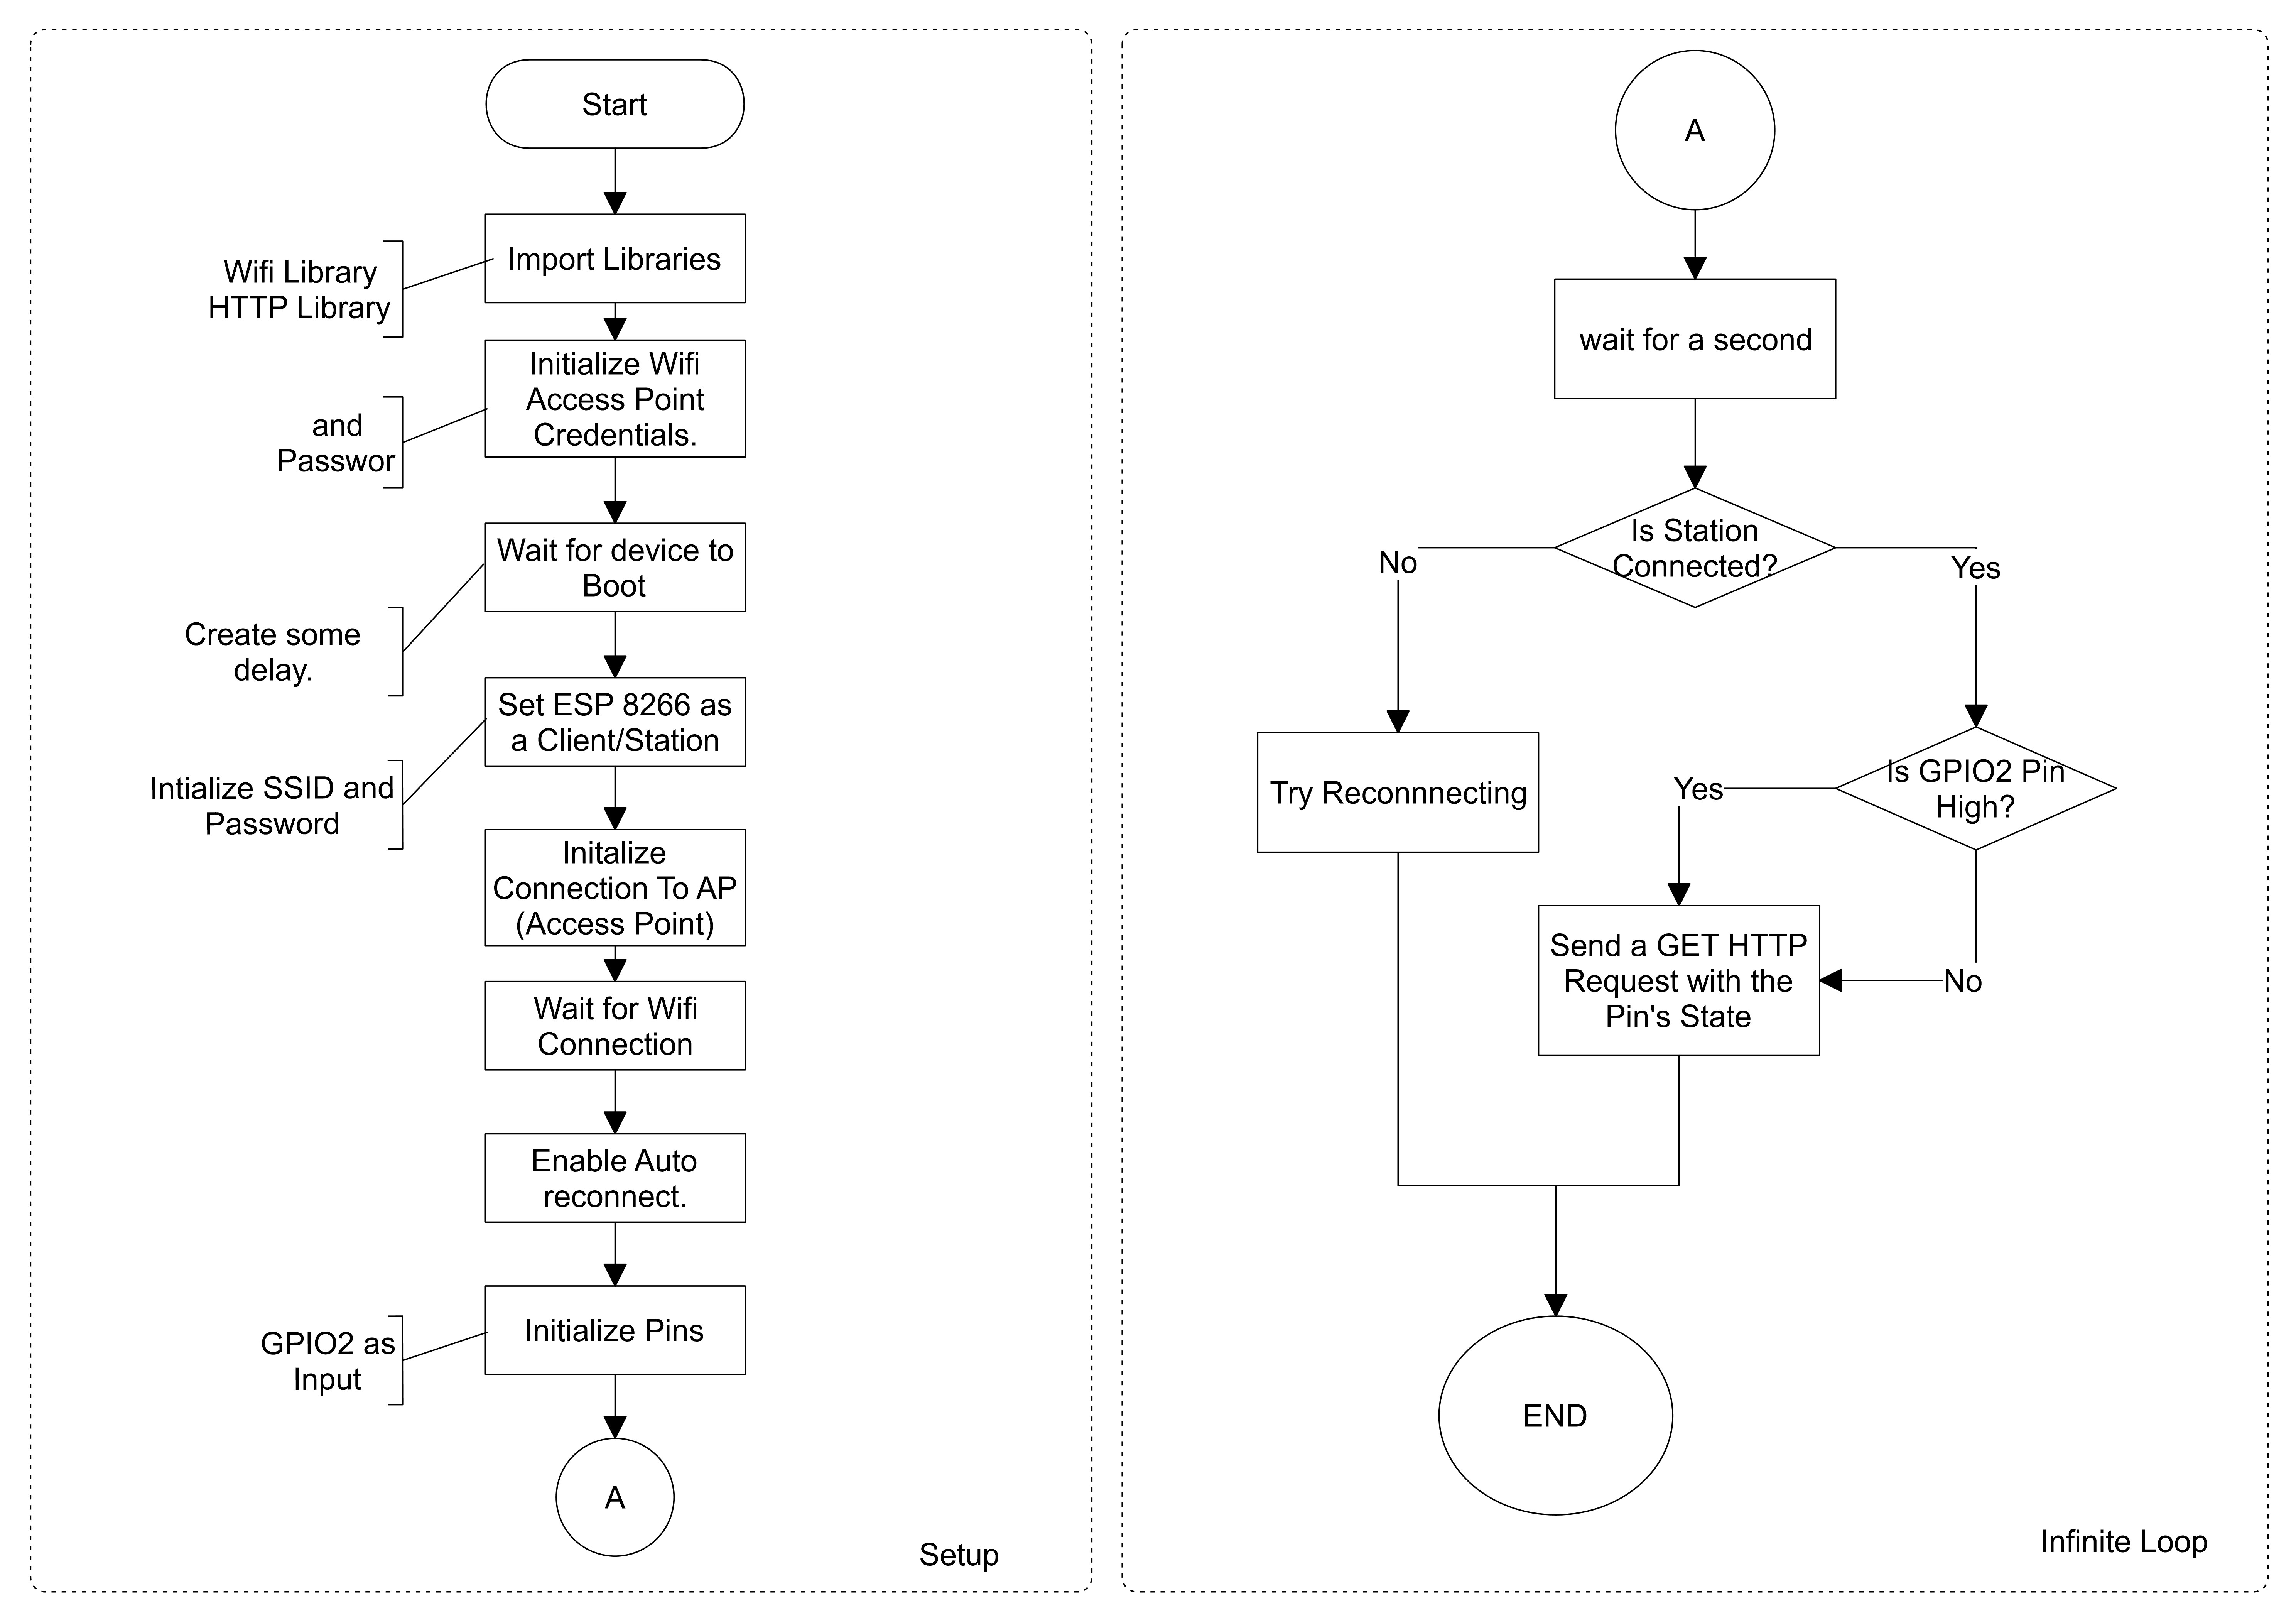 Start
Import Libraries
Wifi Library
HTTP Library
Initialize Wifi
Access Point
Credentials.
and
Passwor
Wait for device to
Boot
Create some
delay.
Set ESP 8266 as
a Client/Station
Intialize SSID and
Password
Initalize
Connection To AP
(Access Point)
Wait for Wifi
Connection
Enable Auto
reconnect.
Initialize Pins
GPIO2 as
Input
A
Setup
A
wait for a second
Is Station
Connected?
No
Yes
Try Reconnnecting
Is GPIO2 Pin
High?
Yes
No
Send a GET HTTP
Request with the
Pin's State
END
Infinite Loop